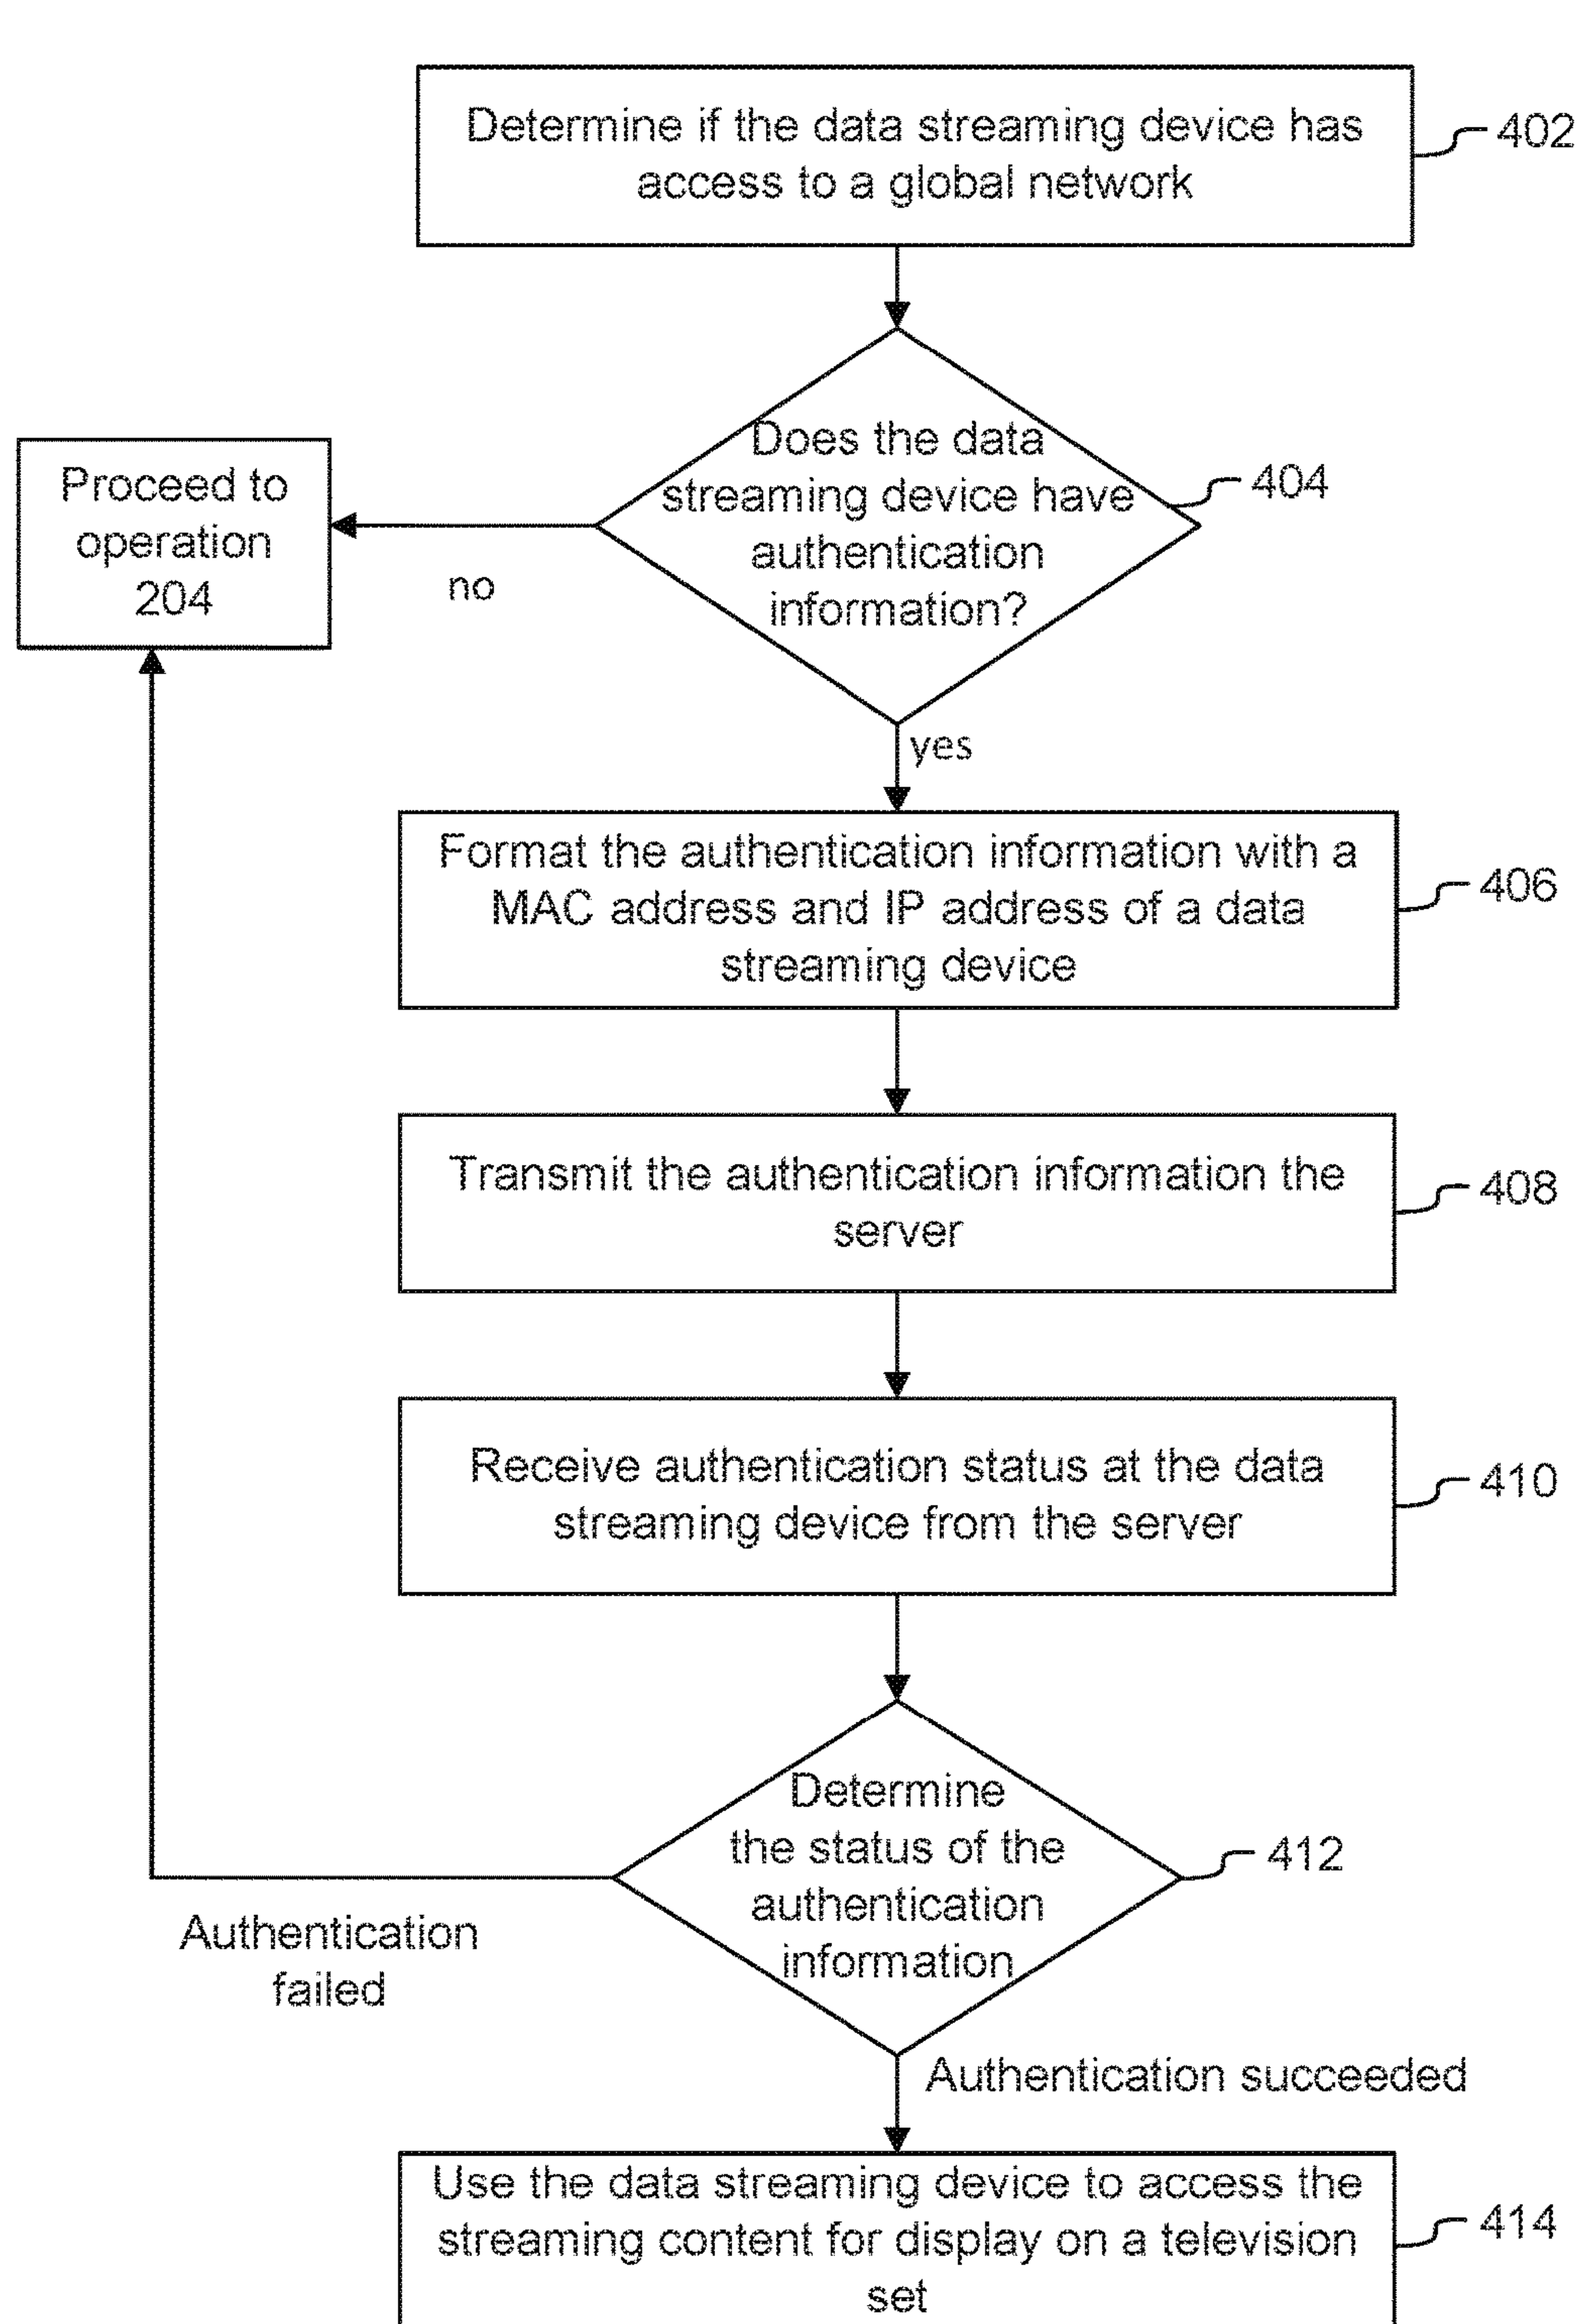 Determine if the data streaming device has
access to a global network
402
Does the data
streaming device have
authentication
information?
404
Proceed to
operation
204
no
yes
Format the authentication information with a
MAC address and IP address of a data
streaming device
406
Transmit the authentication information the
server
408
Receive authentication status at the data
streaming device from the server
410
Determine
the status of the
authentication
information
412
Authentication
failed
Authentication succeeded
Use the data streaming device to access the
streaming content for display on a television
set
414